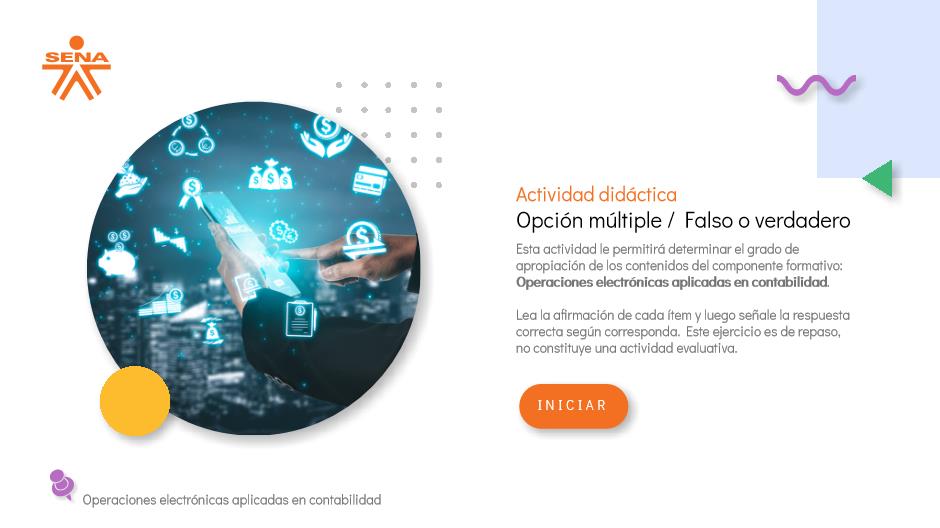 SENA
Actividad didáctica
Opción múltiple / Falso o verdadero
Esta actividad le permitirá determinar el grado de
apropiación de los contenidos del componente formativo:
Operaciones electrónicas aplicadas en contabilidad.
Lea la afirmación de cada ítem y luego señale la respuesta
correcta según corresponda. Este ejercicio es de repaso,
no constituye una actividad evaluativa.
INICIAR
Operaciones electrónicas aplicadas en contabilidad